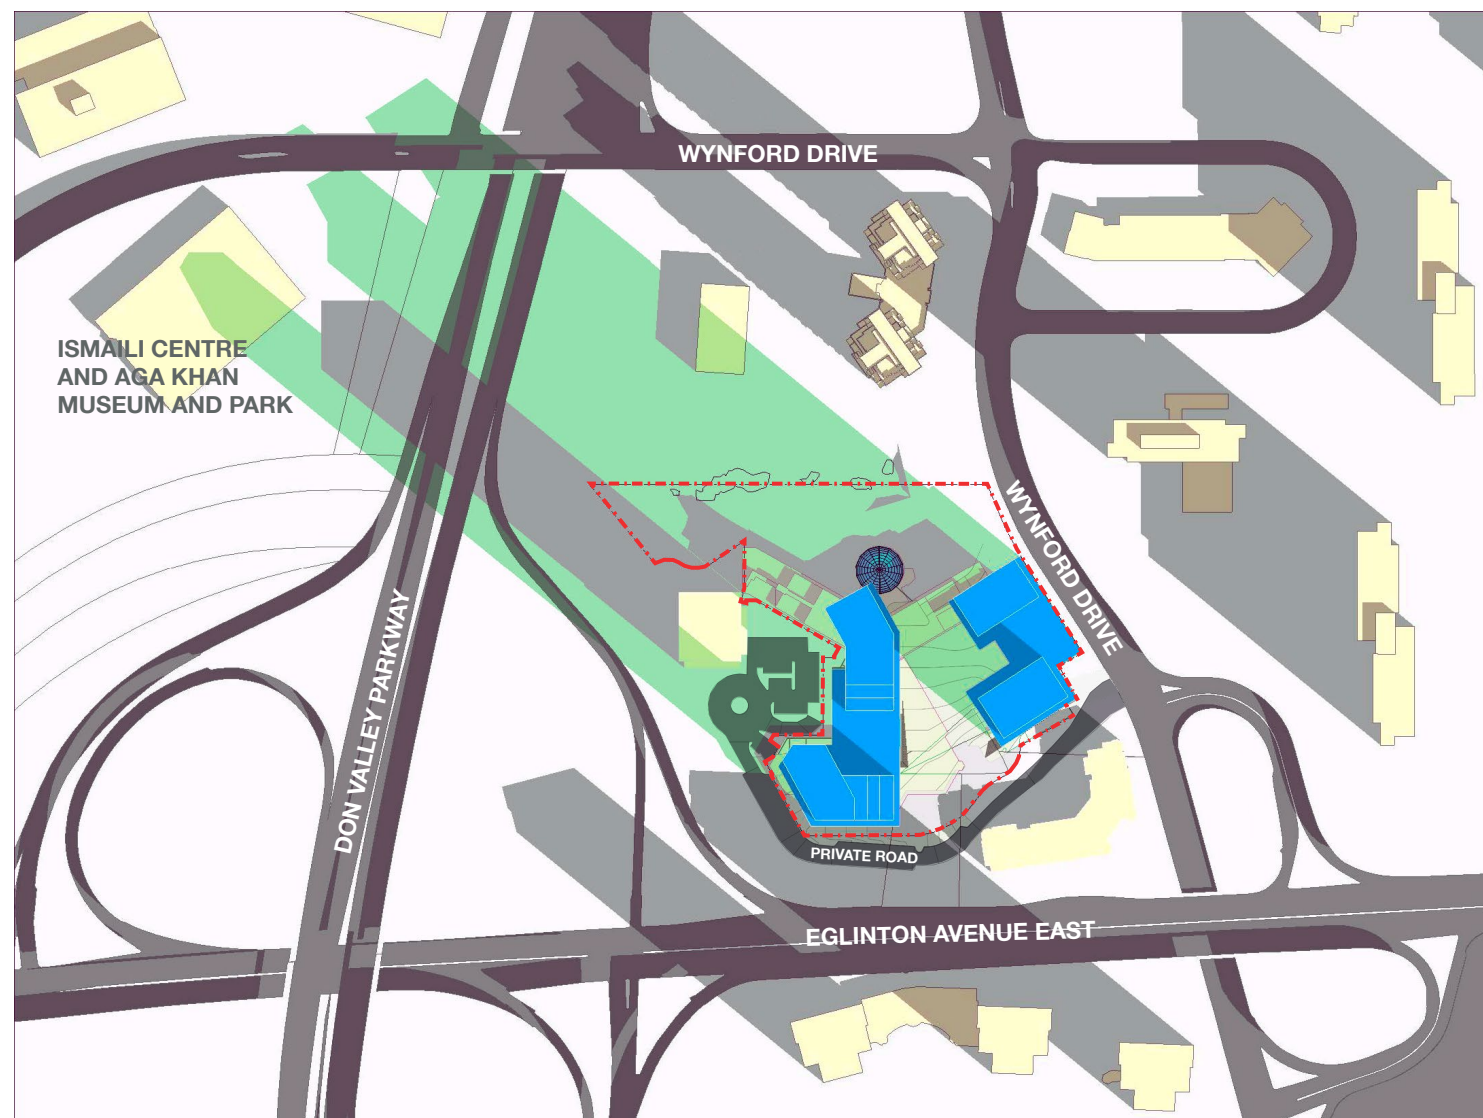 WYNFORD DRIVE
ISMAILI CENTRE
AND AGA KHAN
MUSEUM AND PARK
WYNFORD DRIVE
DON VALLEY PARKWAY
PRIVATE ROAD
EGLINTON AVENUE EAST